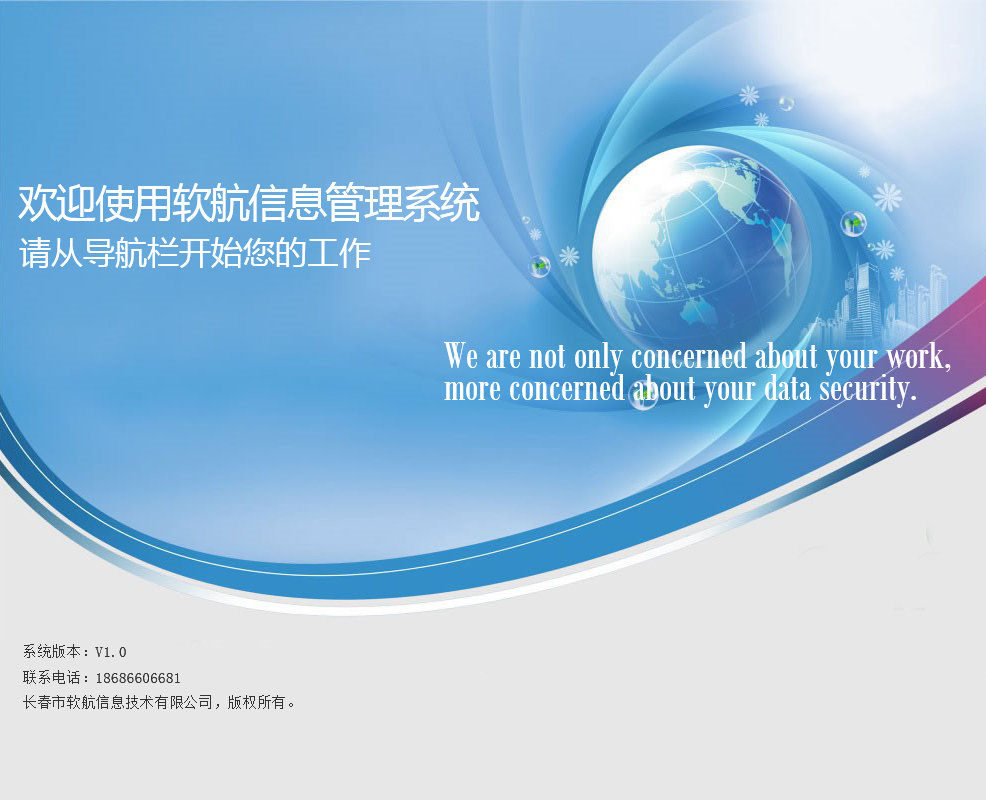 欢迎使用软航信息管理系统
请从导航栏开始您的工作
We are not only concerned about your work,
more concerned about your data security.
系统版本：V1.0
联系电话：18686606681
长春市软航信息技术有限公司，版权所有。